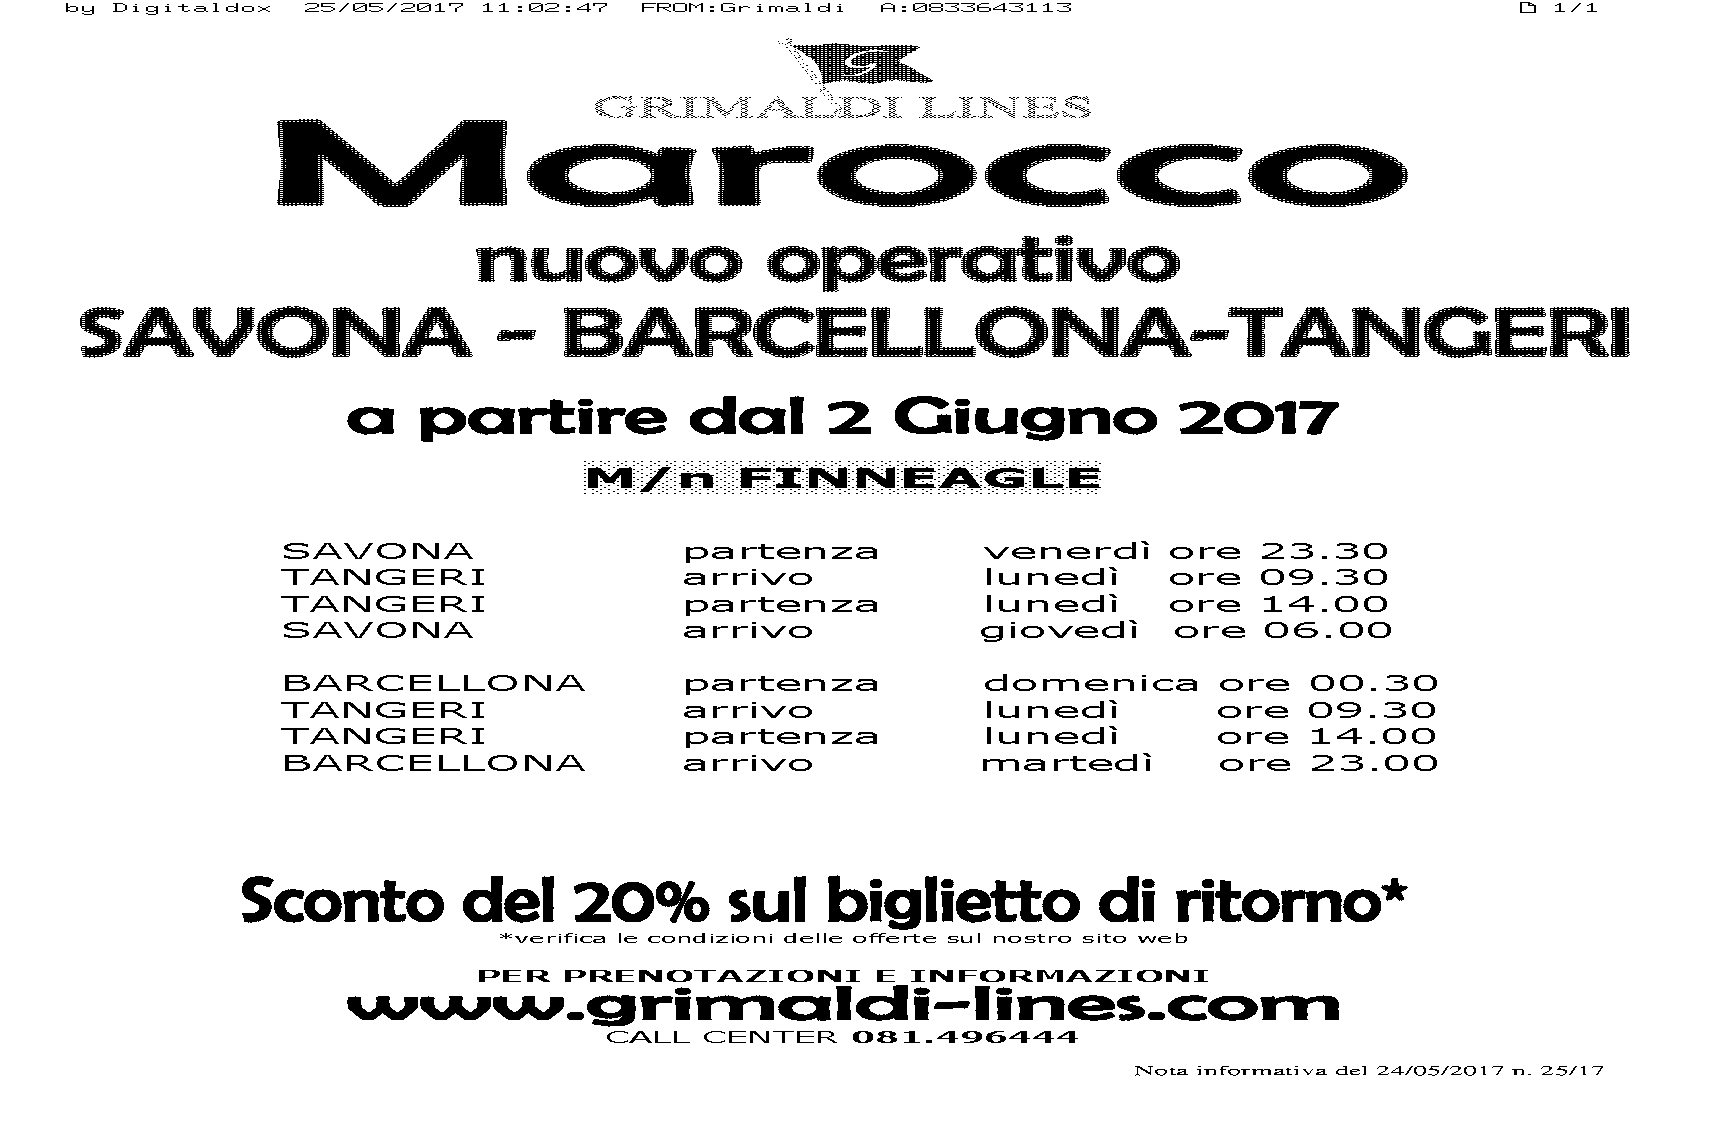 by Digitaldox 25/05/2017 11:02:47 FROM:Grimaldi A:0833643113 1/1
G
GRIMALDI LINES
Marocco
nuovo operativo
SAVONA - BARCELLONA-TANGERI
a partire dal 2 Giugno 2017
M/n FINNEAGLE
SAVONA partenza venerdì ore 23.30
TANGERI arrivo lunedì ore 09.30
TANGERI partenza lunedì ore 14.00
SAVONA arrivo giovedì ore 06.00
BARCELLONA partenza domenica ore 00.30
TANGERI arrivo lunedì ore 09.30
TANGERI partenza lunedì ore 14.00
BARCELLONA arrivo martedì ore 23.00
Sconto del 20% sul biglietto di ritorno*
*verifica le condizioni delle offerte sul nostro sito web
PER PRENOTAZIONI E INFORMAZIONI
www.grimaldi-lines.com
CALL CENTER 081.496444
Nota informativa del 24/05/2017 n. 25/17